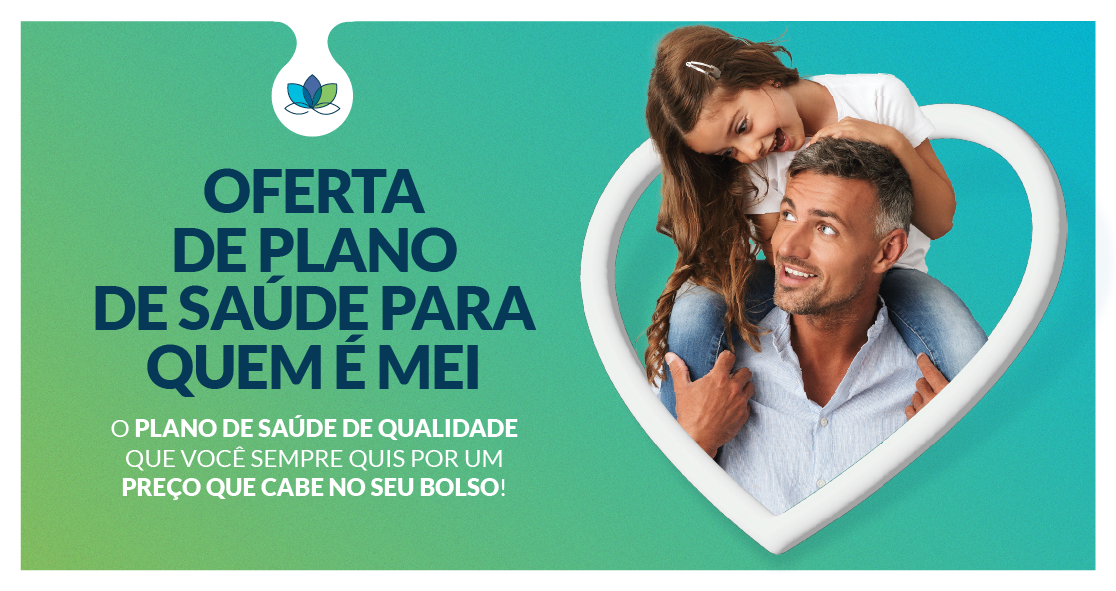 OFERTA
DE PLANO
DE SAÚDE PARA
QUEM É MEI
O PLANO DE SAÚDE DE QUALIDADE
QUE VOCÊ SEMPRE QUIS POR UM
PREÇO QUE CABE NO SEU BOLSO!